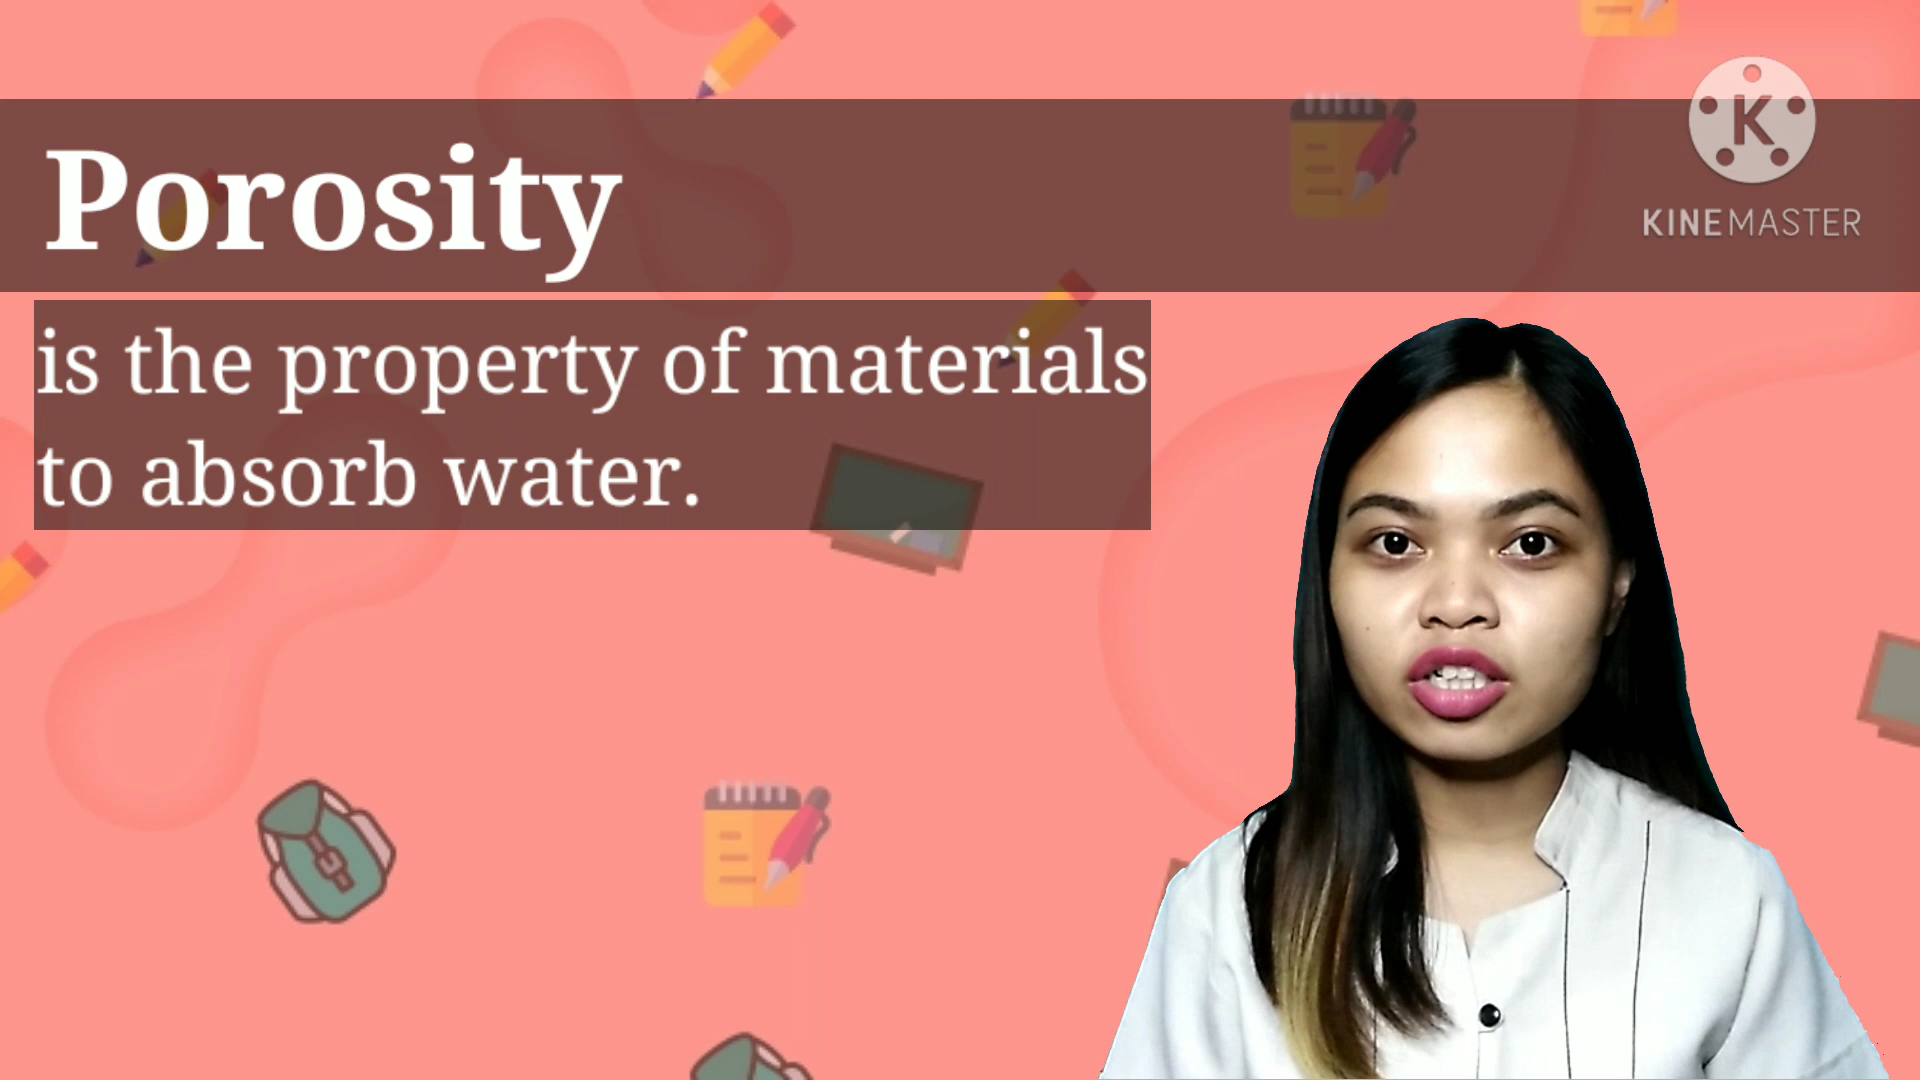 Porosity
K
KINEMASTER
is the property of materials
to absorb water.